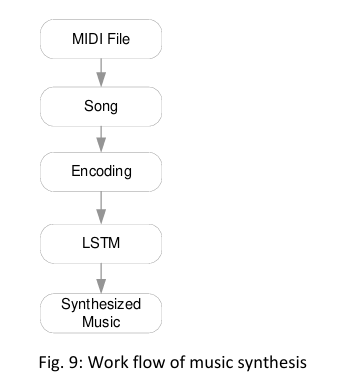 MIDI File
Song
Encoding
LSTM
Synthesized
Music
Fig. 9: Work flow of music synthesis